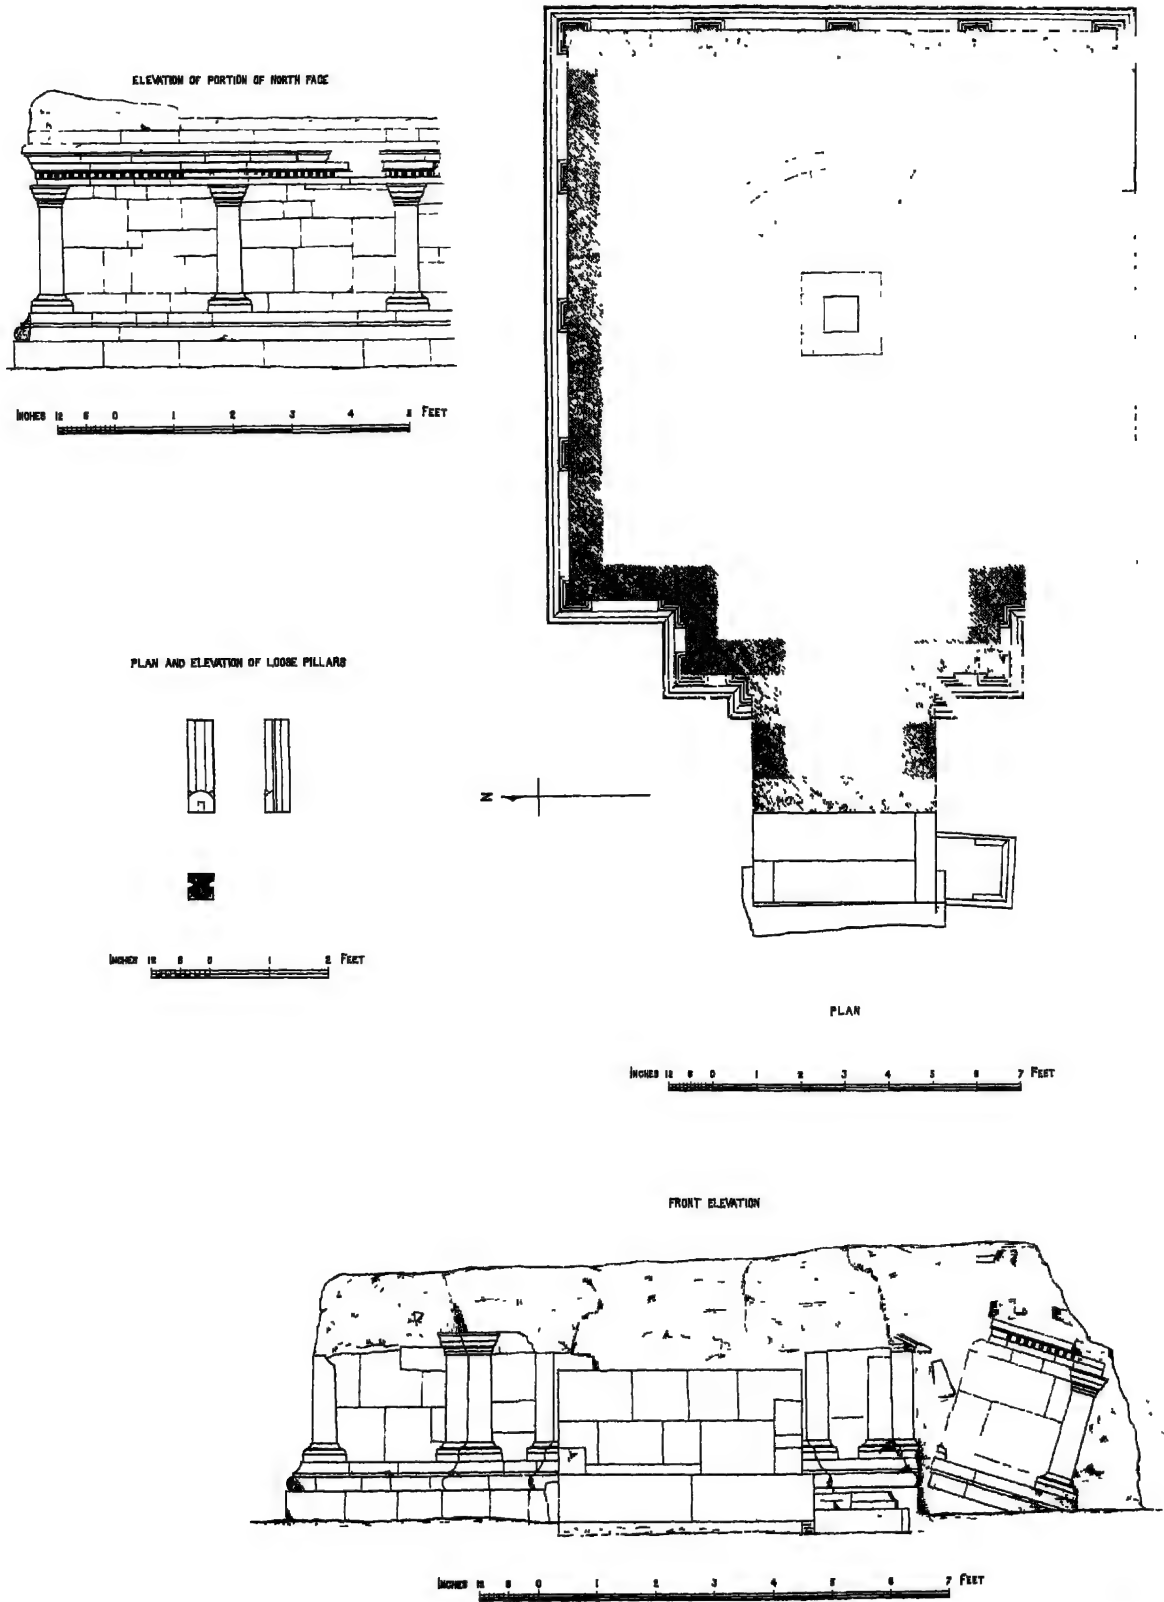 ELEVATION OF PORTION OF NORTH FACE
INCHES 12 6 0 1 2 3 4 5 FEET
PLAN AND ELEVATION OF LOOSE PILLARS
N
INCHES 12 6 0 1 2 FEET
PLAN
INCHES 12 6 0 1 2 3 4 5 6 7 FEET
FRONT ELEVATION
INCHES 12 6 0 1 2 3 4 5 6 7 FEET